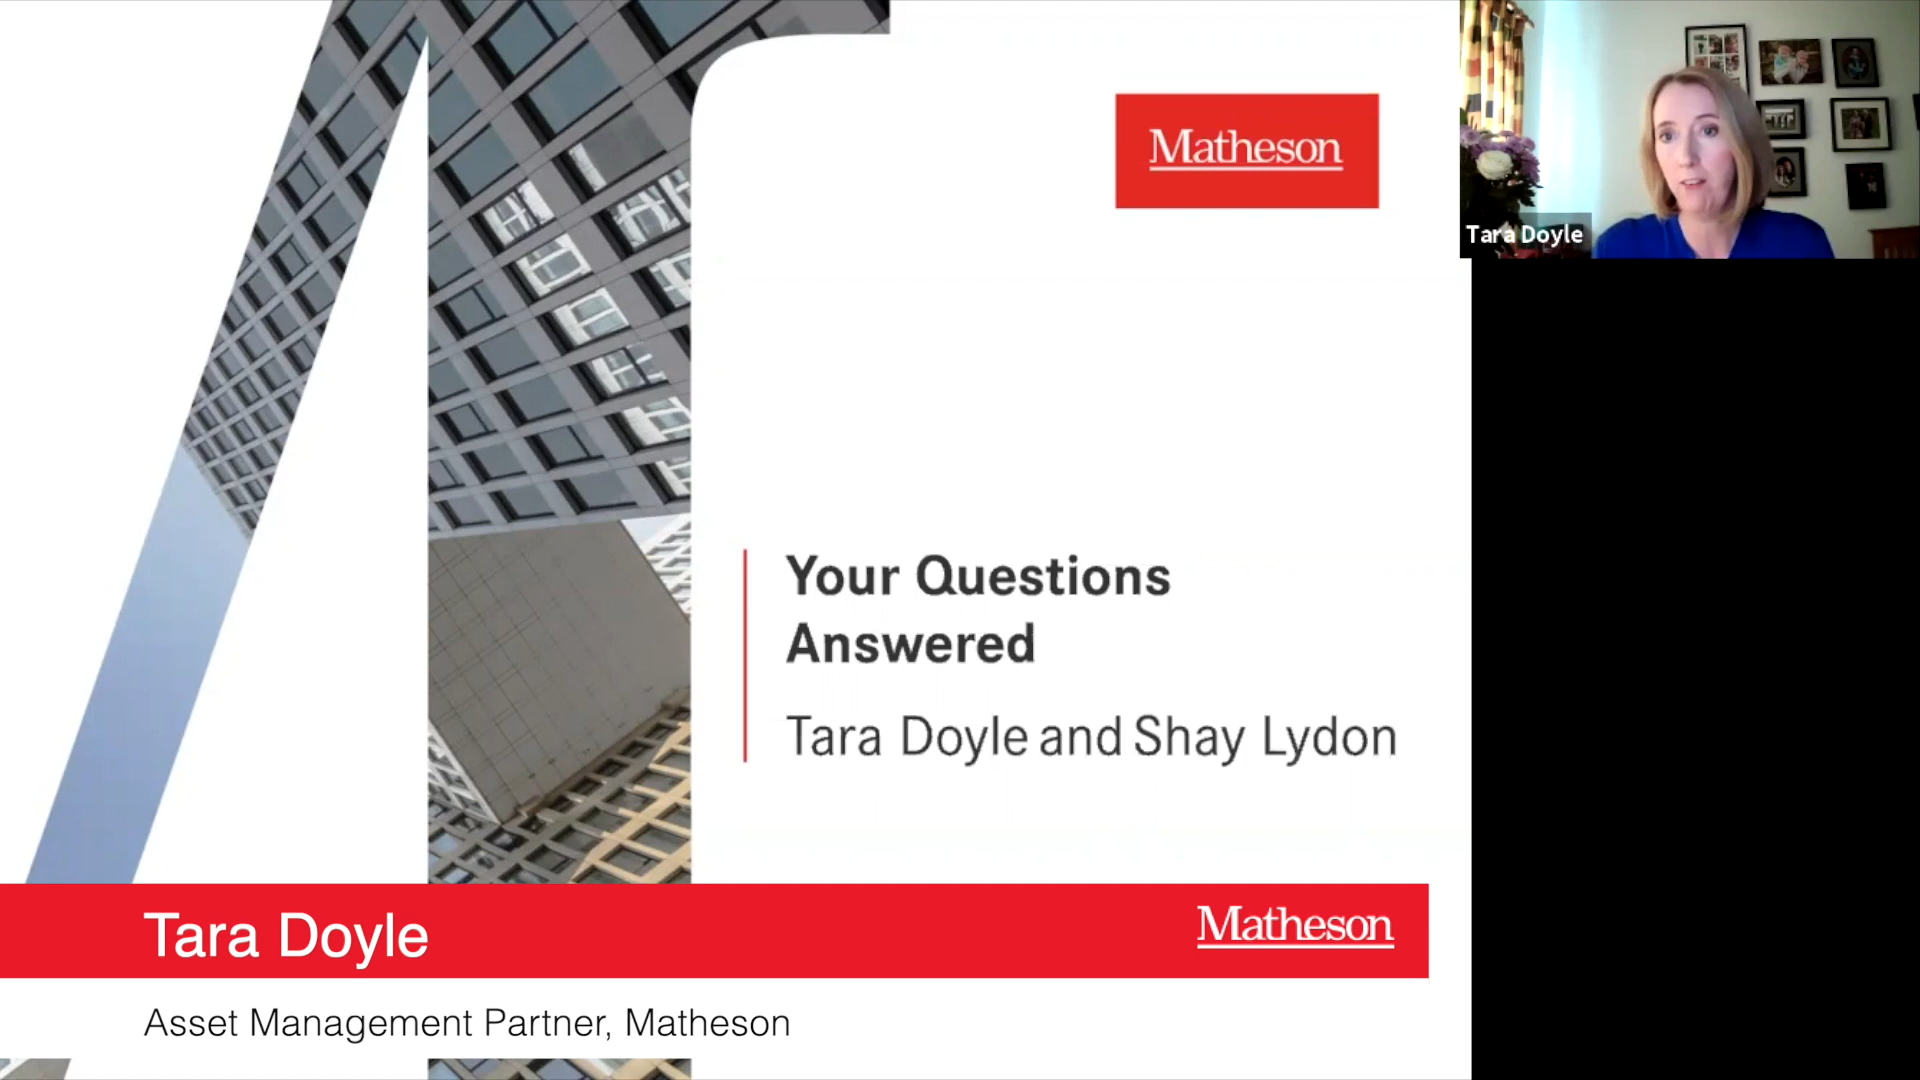 Matheson
Tara Doyle
Your Questions
Answered
Tara Doyle and Shay Lydon
Tara Doyle
Matheson
Asset Management Partner, Matheson